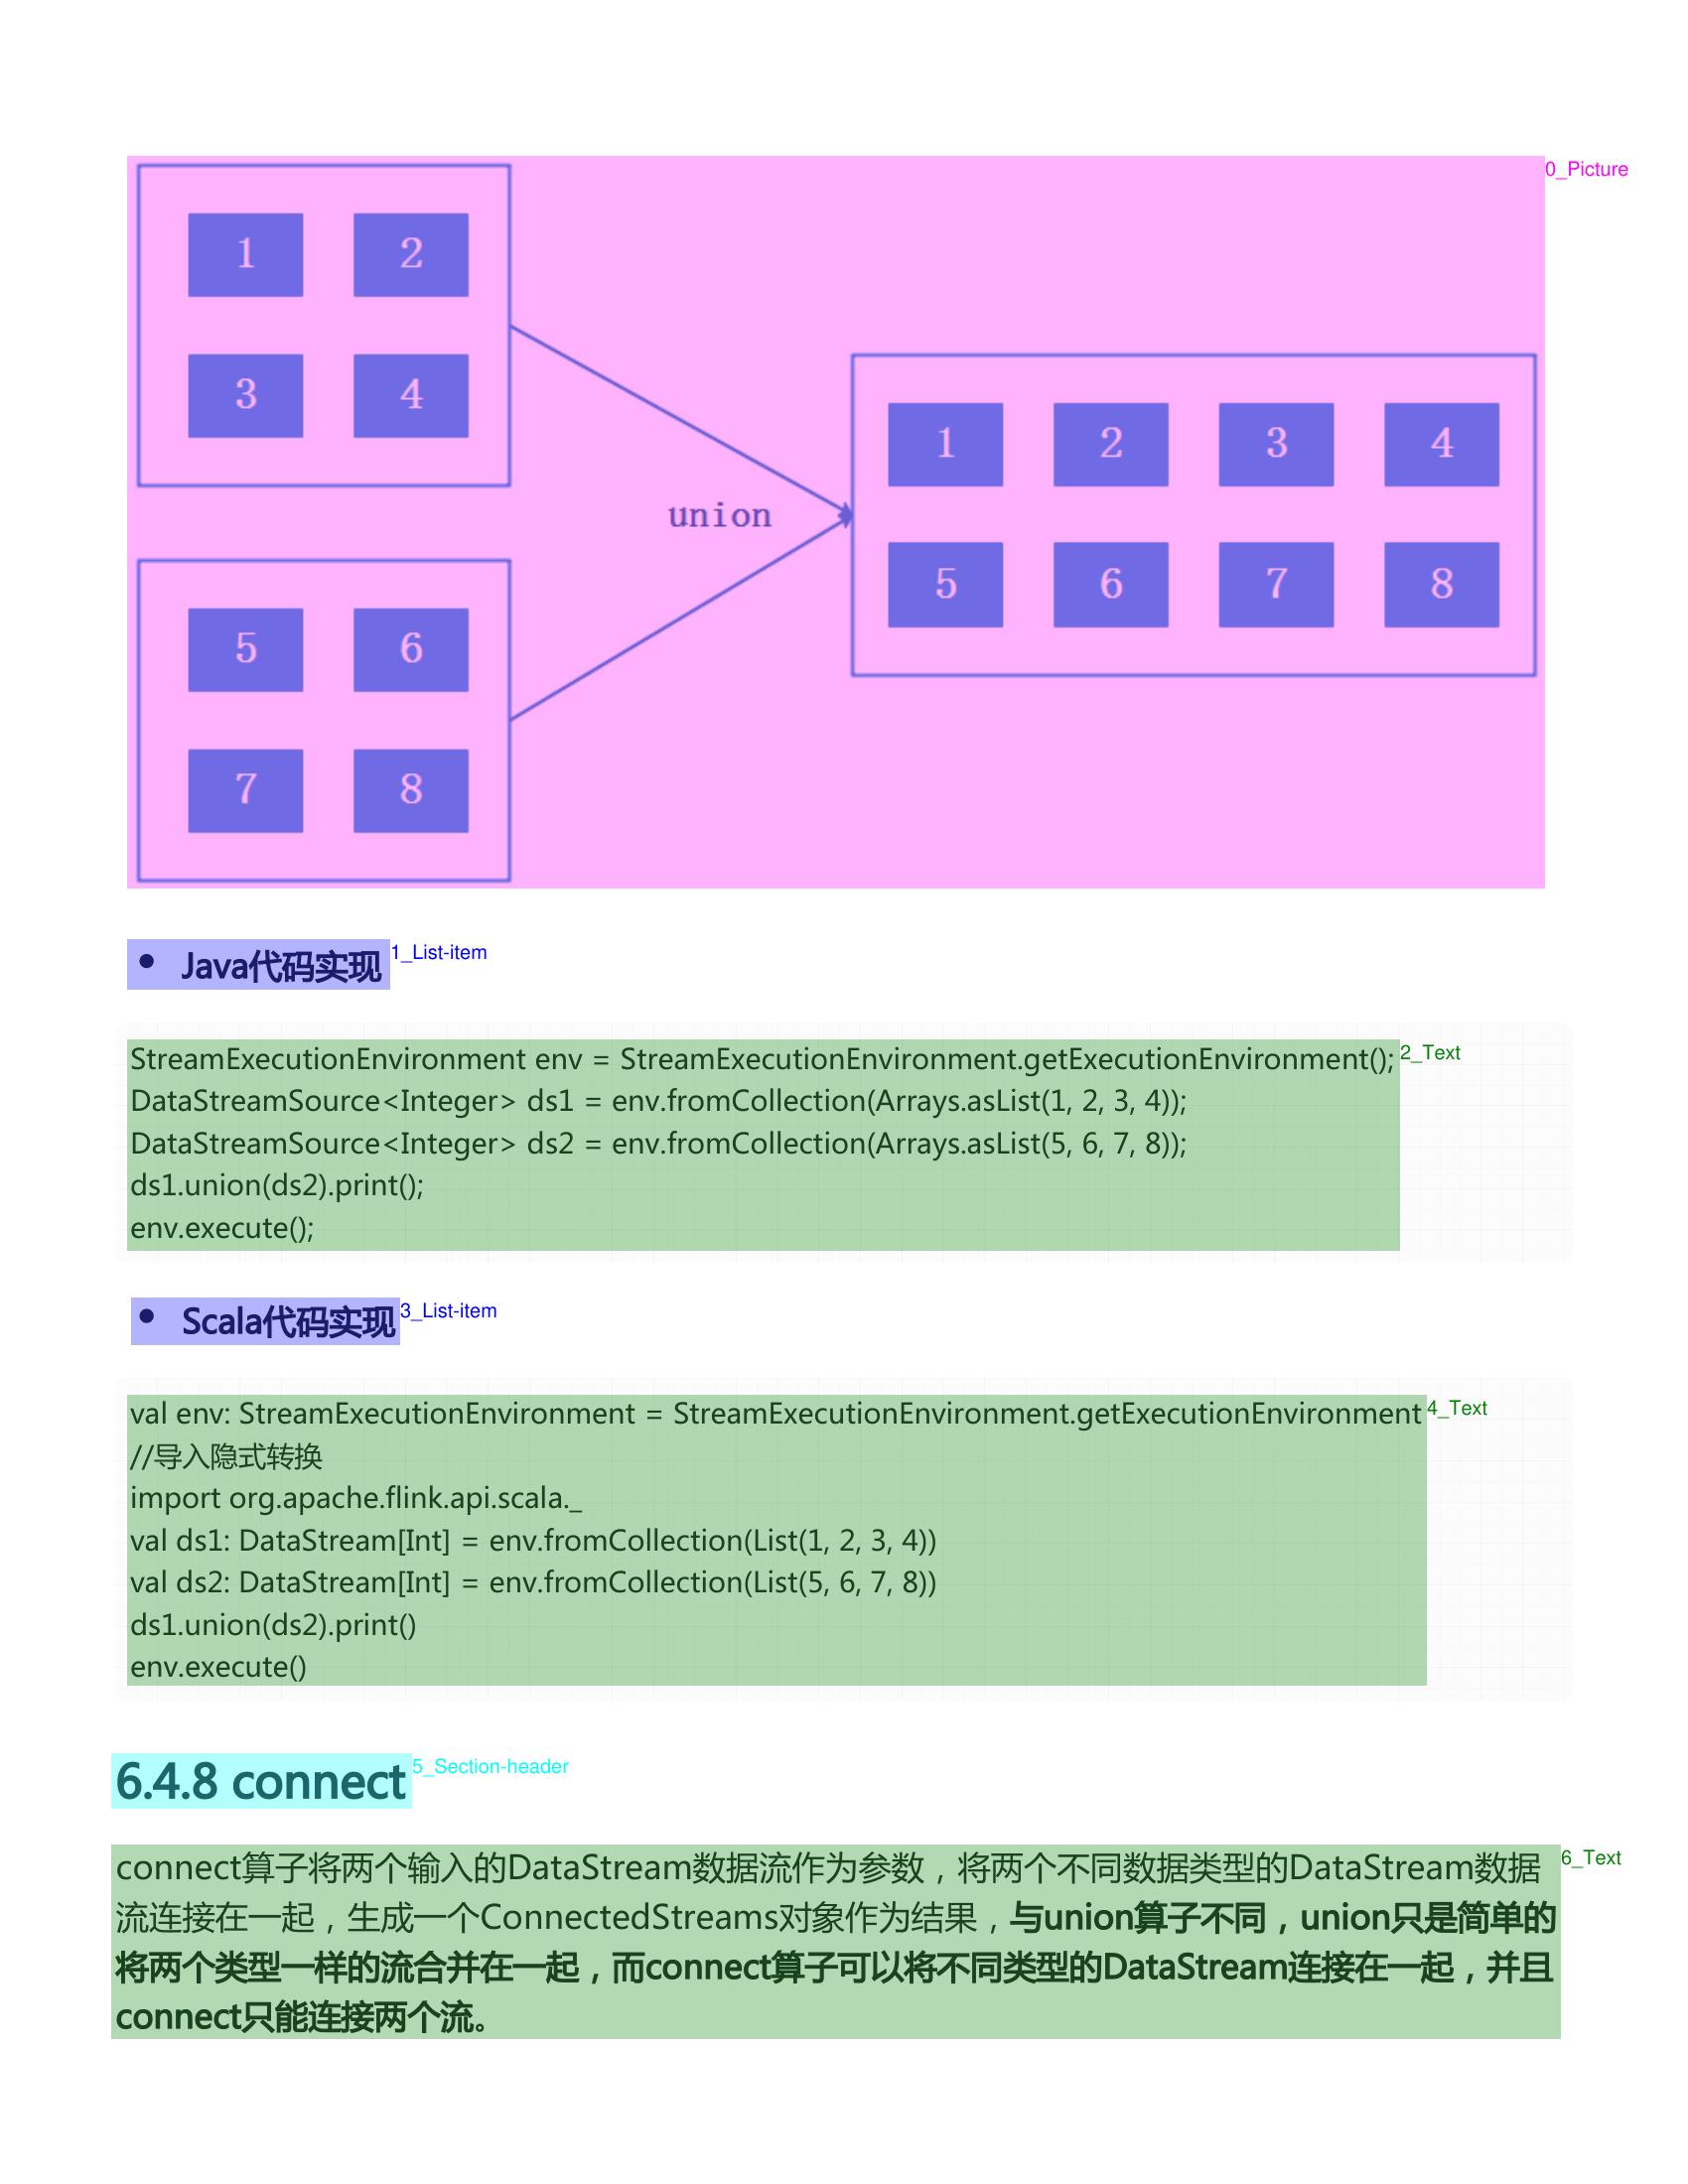 0_Picture
1 2
3 4
union
1 2 3 4
5 6 7 8
5 6
7 8
• Java代码实现 1_List-item
StreamExecutionEnvironment env = StreamExecutionEnvironment.getExecutionEnvironment(); 2_Text
DataStreamSource<Integer> ds1 = env.fromCollection(Arrays.asList(1, 2, 3, 4));
DataStreamSource<Integer> ds2 = env.fromCollection(Arrays.asList(5, 6, 7, 8));
ds1.union(ds2).print();
env.execute();
• Scala代码实现 3_List-item
val env: StreamExecutionEnvironment = StreamExecutionEnvironment.getExecutionEnvironment 4_Text
//导入隐式转换
import org.apache.flink.api.scala._
val ds1: DataStream[Int] = env.fromCollection(List(1, 2, 3, 4))
val ds2: DataStream[Int] = env.fromCollection(List(5, 6, 7, 8))
ds1.union(ds2).print()
env.execute()
6.4.8 connect 5_Section-header
connect算子将两个输入的DataStream数据流作为参数，将两个不同数据类型的DataStream数据 6_Text
流连接在一起，生成一个ConnectedStreams对象作为结果，与union算子不同，union只是简单的
将两个类型一样的流合并在一起，而connect算子可以将不同类型的DataStream连接在一起，并且
connect只能连接两个流。